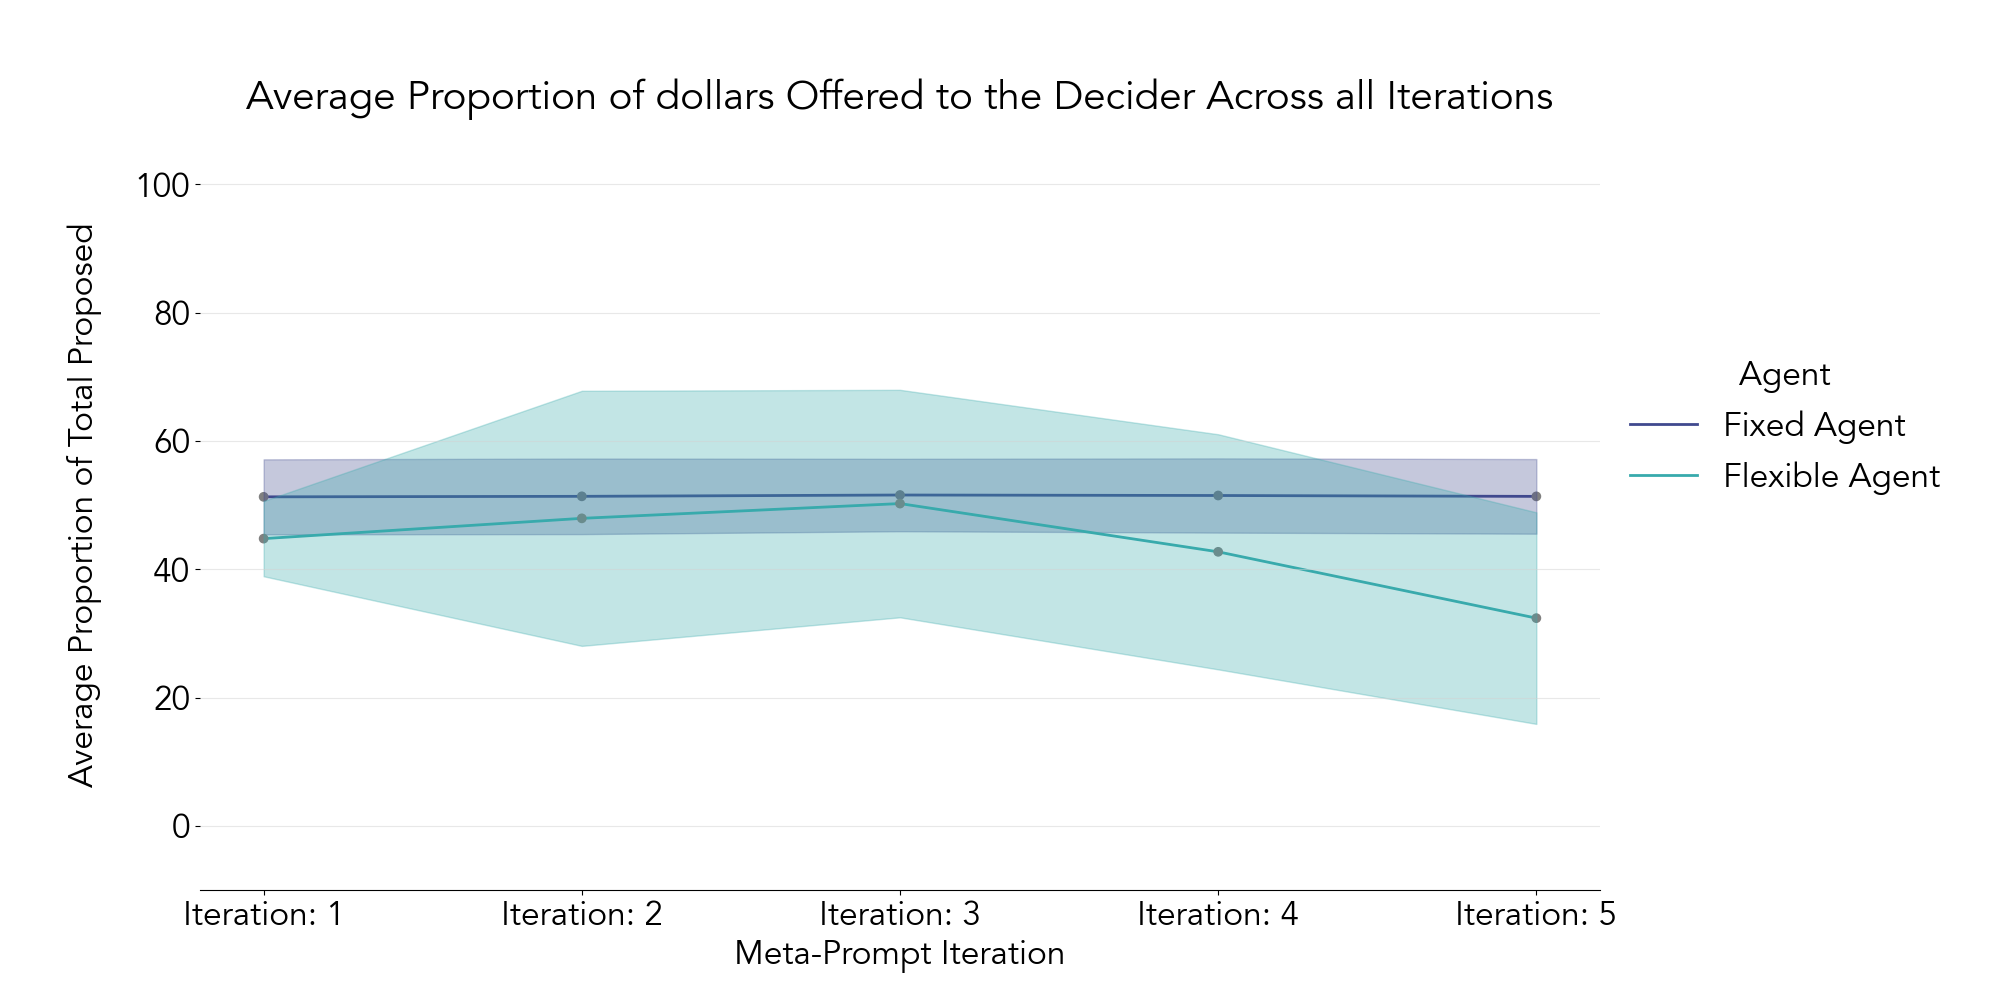 Average Proportion of dollars Offered to the Decider Across all Iterations
Average Proportion of Total Proposed
100
80
60
40
20
0
Iteration: 1
Iteration: 2
Iteration: 3
Iteration: 4
Iteration: 5
Meta-Prompt Iteration
Agent
Fixed Agent
Flexible Agent